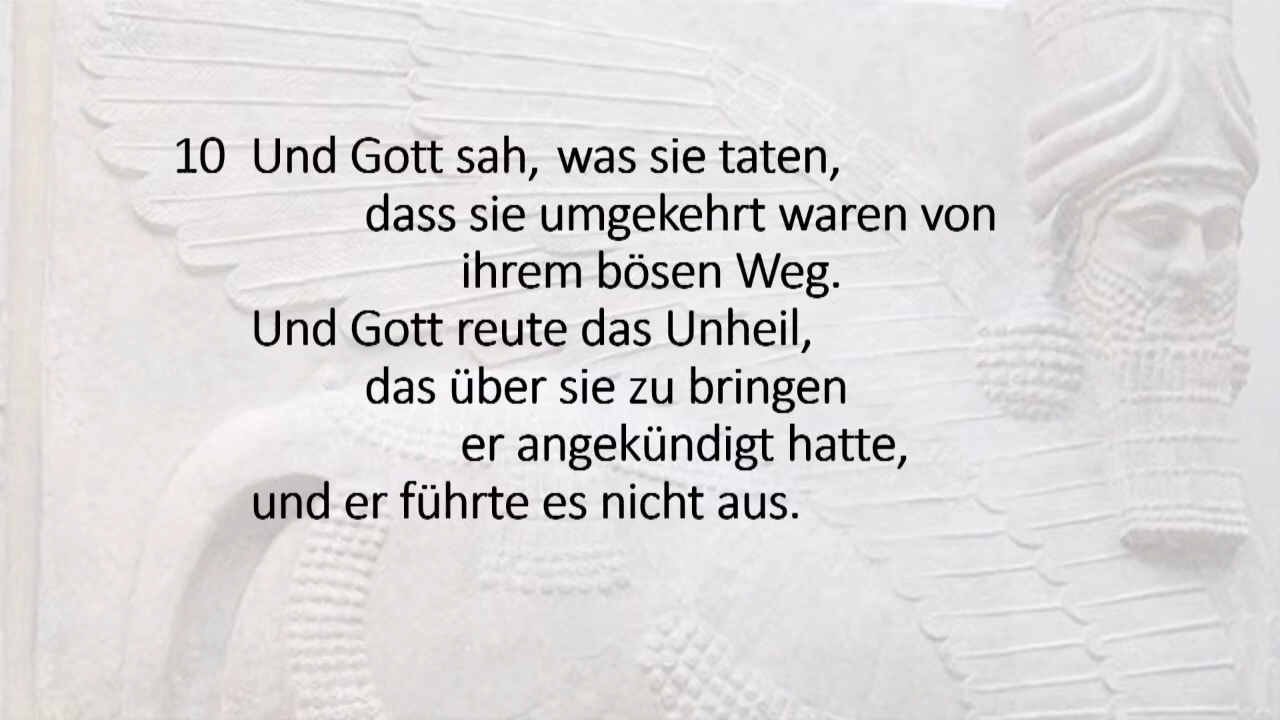 10 Und Gott sah, was sie taten,
dass sie umgekehrt waren von
ihrem bösen Weg.
Und Gott reute das Unheil,
das über sie zu bringen
er angekündigt hatte,
und er führte es nicht aus.